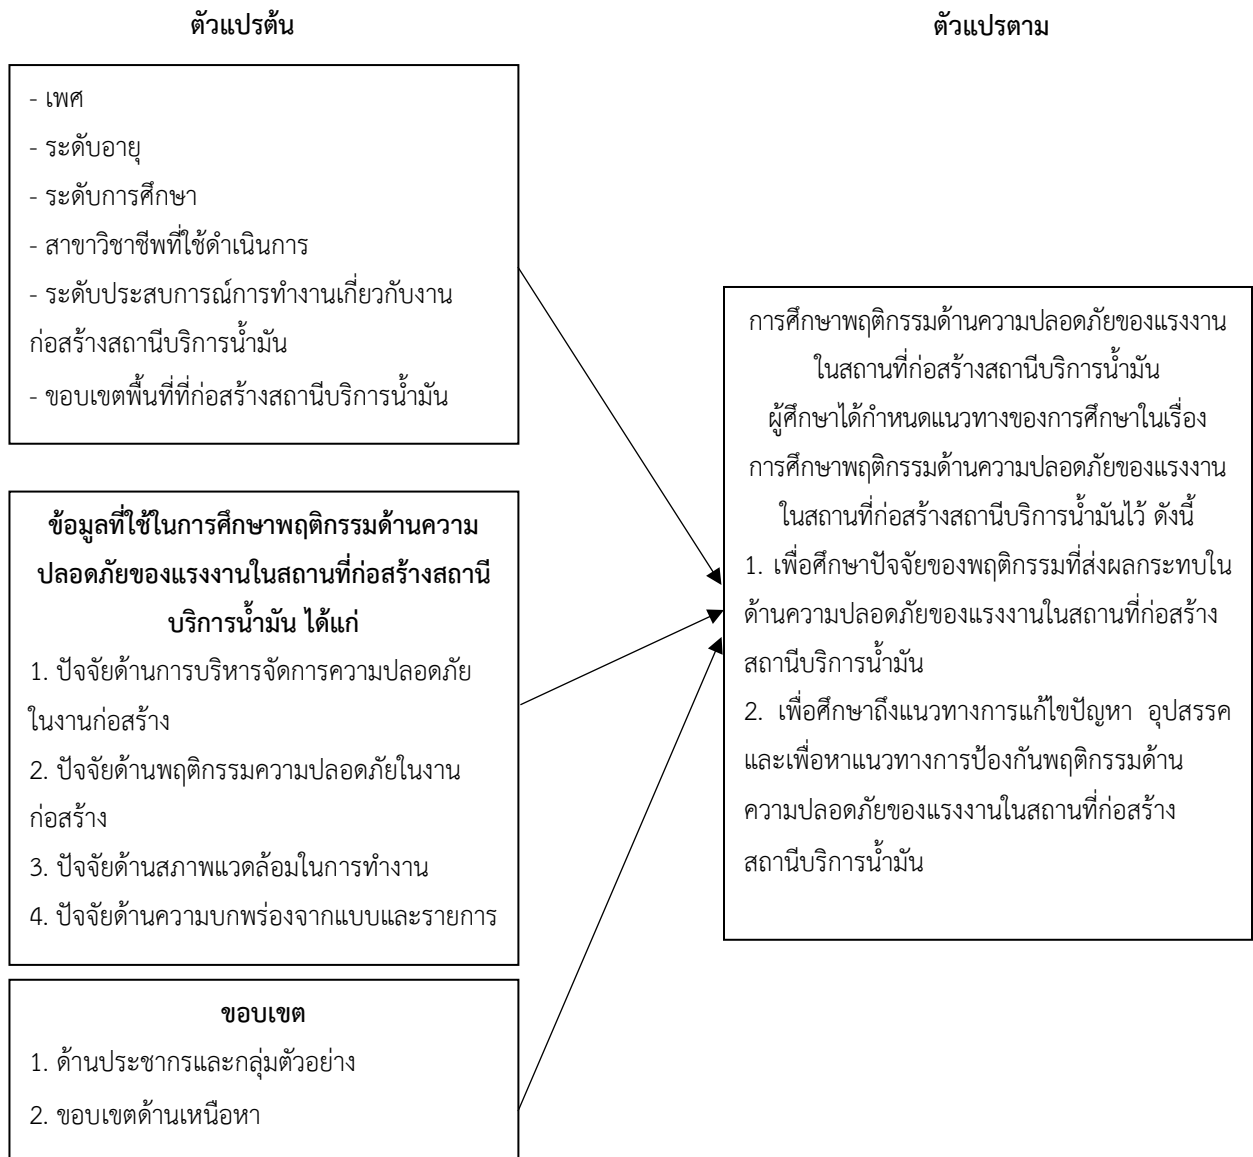 ตัวแปรต้น
ตัวแปรตาม
- เพศ
- ระดับอายุ
- ระดับการศึกษา
- สาขาวิชาชีพที่ใช้ดำเนินการ
- ระดับประสบการณ์การทำงานเกี่ยวกับงาน
ก่อสร้างสถานีบริการน้ำมัน
- ขอบเขตพื้นที่ที่ก่อสร้างสถานีบริการน้ำมัน
ข้อมูลที่ใช้ในการศึกษาพฤติกรรมด้านความ
ปลอดภัยของแรงงานในสถานที่ก่อสร้างสถานี
บริการน้ำมัน ได้แก่
1. ปัจจัยด้านการบริหารจัดการความปลอดภัย
ในงานก่อสร้าง
2. ปัจจัยด้านพฤติกรรมความปลอดภัยในงาน
ก่อสร้าง
3. ปัจจัยด้านสภาพแวดล้อมในการทำงาน
4. ปัจจัยด้านความบกพร่องจากแบบและรายการ
ขอบเขต
1. ด้านประชากรและกลุ่มตัวอย่าง
2. ขอบเขตด้านเหนือหา
การศึกษาพฤติกรรมด้านความปลอดภัยของแรงงาน
ในสถานที่ก่อสร้างสถานีบริการน้ำมัน
ผู้ศึกษาได้กำหนดแนวทางของการศึกษาในเรื่อง
การศึกษาพฤติกรรมด้านความปลอดภัยของแรงงาน
ในสถานที่ก่อสร้างสถานีบริการน้ำมันไว้ ดังนี้
1. เพื่อศึกษาปัจจัยของพฤติกรรมที่ส่งผลกระทบใน
ด้านความปลอดภัยของแรงงานในสถานที่ก่อสร้าง
สถานีบริการน้ำมัน
2. เพื่อศึกษาถึงแนวทางการแก้ไขปัญหา อุปสรรค
และเพื่อหาแนวทางการป้องกันพฤติกรรมด้าน
ความปลอดภัยของแรงงานในสถานที่ก่อสร้าง
สถานีบริการน้ำมัน